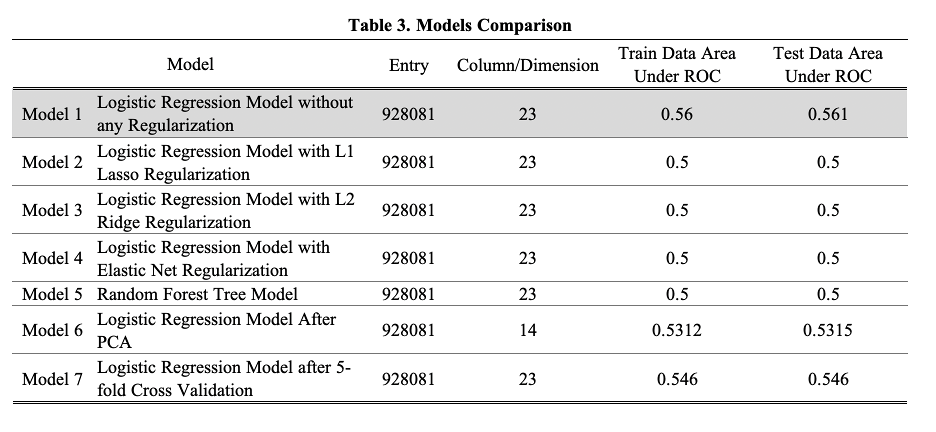 Table 3. Models Comparison
Model Entry Column/Dimension Train Data Area Under ROC Test Data Area Under ROC
Model 1 Logistic Regression Model without any Regularization 928081 23 0.56 0.561
Model 2 Logistic Regression Model with L1 Lasso Regularization 928081 23 0.5 0.5
Model 3 Logistic Regression Model with L2 Ridge Regularization 928081 23 0.5 0.5
Model 4 Logistic Regression Model with Elastic Net Regularization 928081 23 0.5 0.5
Model 5 Random Forest Tree Model 928081 23 0.5 0.5
Model 6 Logistic Regression Model After PCA 928081 14 0.5312 0.5315
Model 7 Logistic Regression Model after 5-fold Cross Validation 928081 23 0.546 0.546